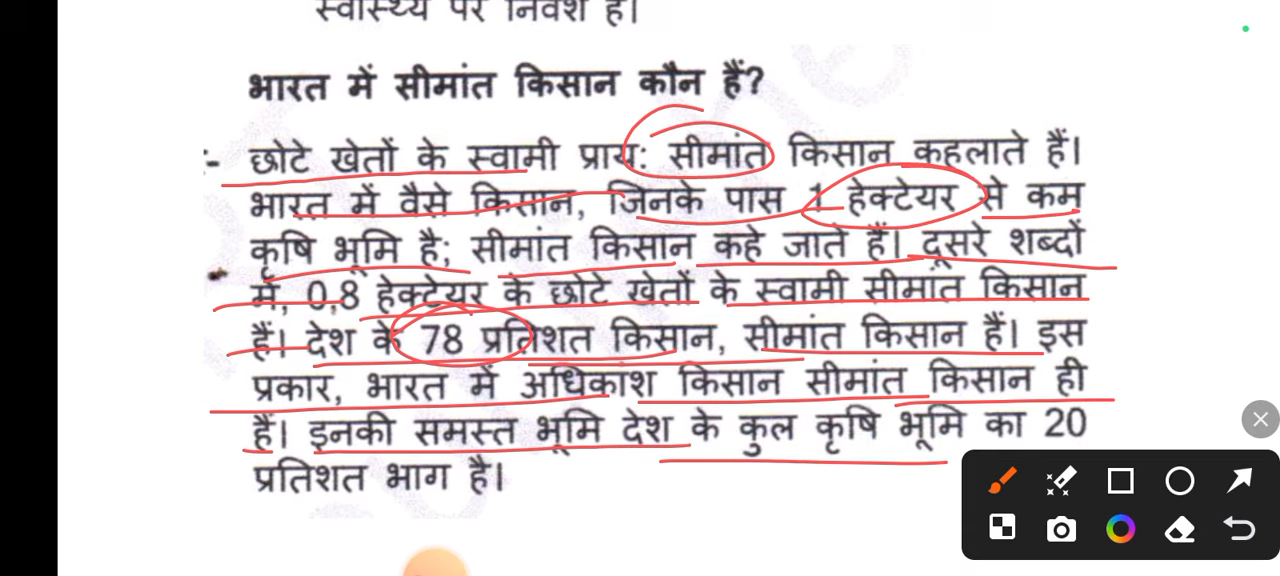 स्वास्थ्य पर निवेश है।
भारत में सीमांत किसान कौन हैं?
:- छोटे खेतों के स्वामी प्राय: सीमांत किसान कहलाते हैं।
भारत में वैसे किसान, जिनके पास 1 हेक्टेयर से कम
कृषि भूमि है; सीमांत किसान कहे जाते हैं। दूसरे शब्दों
में, 0,8 हेक्टेयर के छोटे खेतों के स्वामी सीमांत किसान
हैं। देश के 78 प्रतिशत किसान, सीमांत किसान हैं। इस
प्रकार, भारत में अधिकांश किसान सीमांत किसान ही
हैं। इनकी समस्त भूमि देश के कुल कृषि भूमि का 20
प्रतिशत भाग है।